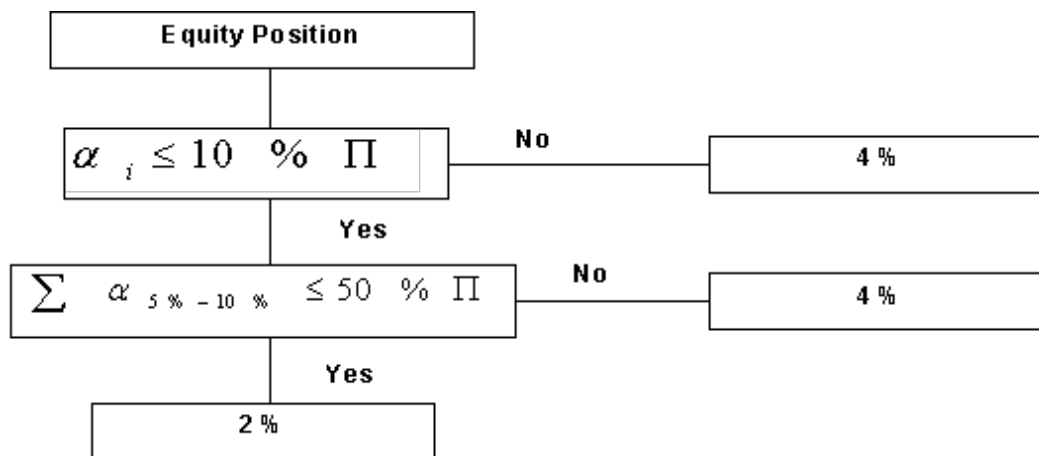 Equity Position
α i ≤ 10 % Π
No
4 %
Yes
∑ α 5 % – 10 % ≤ 50 % Π
No
4 %
Yes
2 %